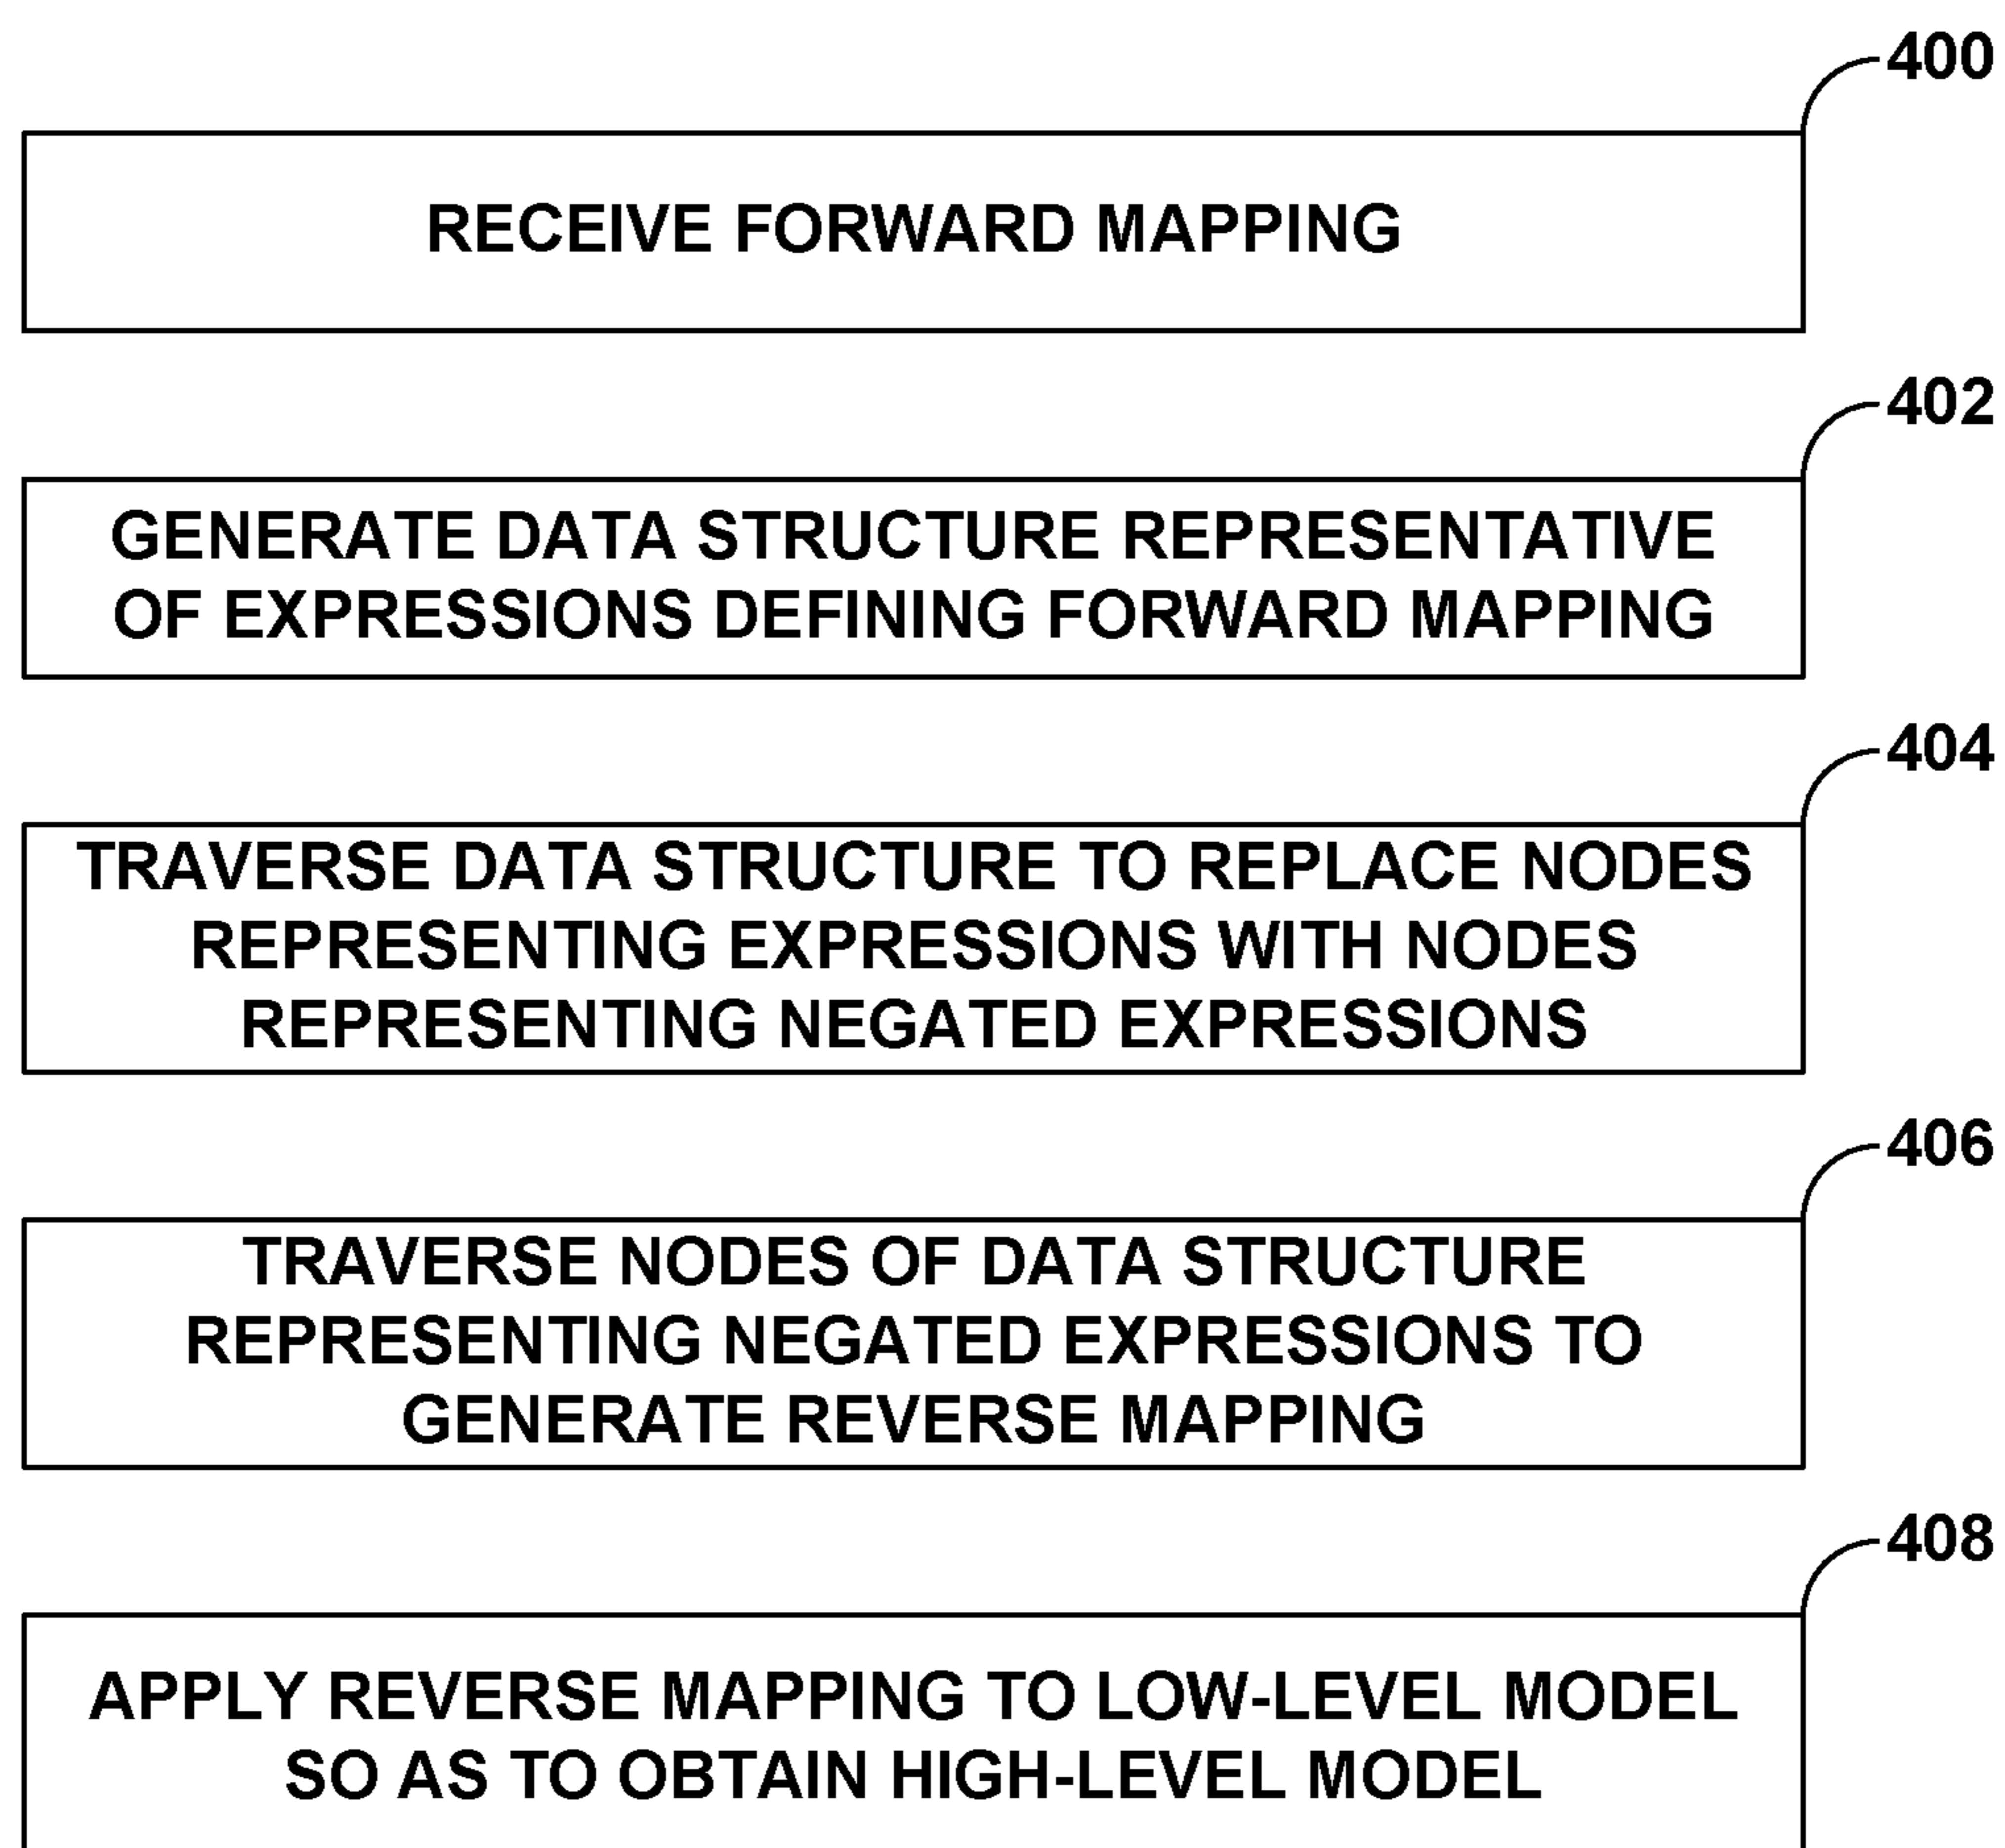 400
RECEIVE FORWARD MAPPING
402
GENERATE DATA STRUCTURE REPRESENTATIVE
OF EXPRESSIONS DEFINING FORWARD MAPPING
404
TRAVERSE DATA STRUCTURE TO REPLACE NODES
REPRESENTING EXPRESSIONS WITH NODES
REPRESENTING NEGATED EXPRESSIONS
406
TRAVERSE NODES OF DATA STRUCTURE
REPRESENTING NEGATED EXPRESSIONS TO
GENERATE REVERSE MAPPING
408
APPLY REVERSE MAPPING TO LOW-LEVEL MODEL
SO AS TO OBTAIN HIGH-LEVEL MODEL